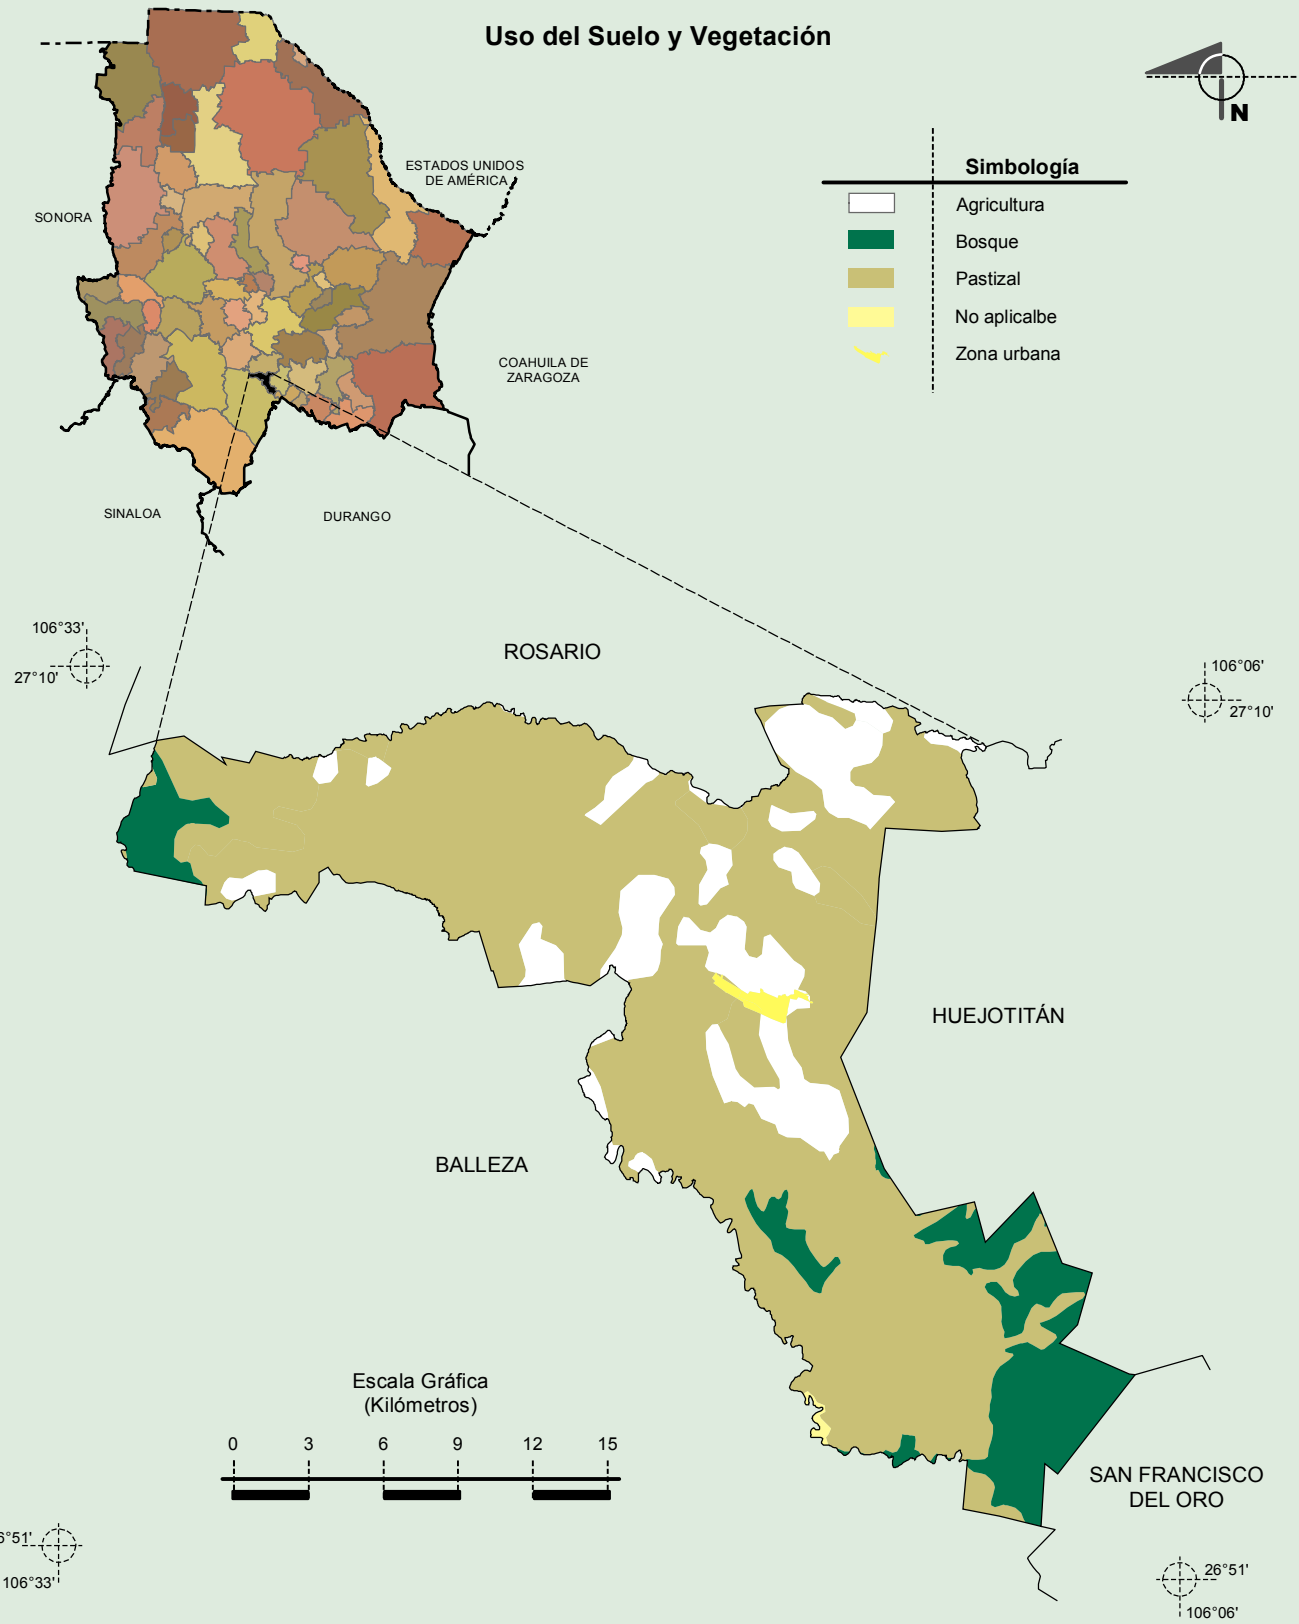 Uso del Suelo y Vegetación
N
ESTADOS UNIDOS
DE AMÉRICA
SONORA
COAHUILA DE
ZARAGOZA
SINALOA
DURANGO
Simbología
Agricultura
Bosque
Pastizal
No aplicalbe
Zona urbana
106°33'
27°10'
ROSARIO
106°06'
27°10'
HUEJOTITÁN
BALLEZA
Escala Gráfica
(Kilómetros)
0 3 6 9 12 15
SAN FRANCISCO
DEL ORO
6°51'
106°33'
26°51'
106°06'